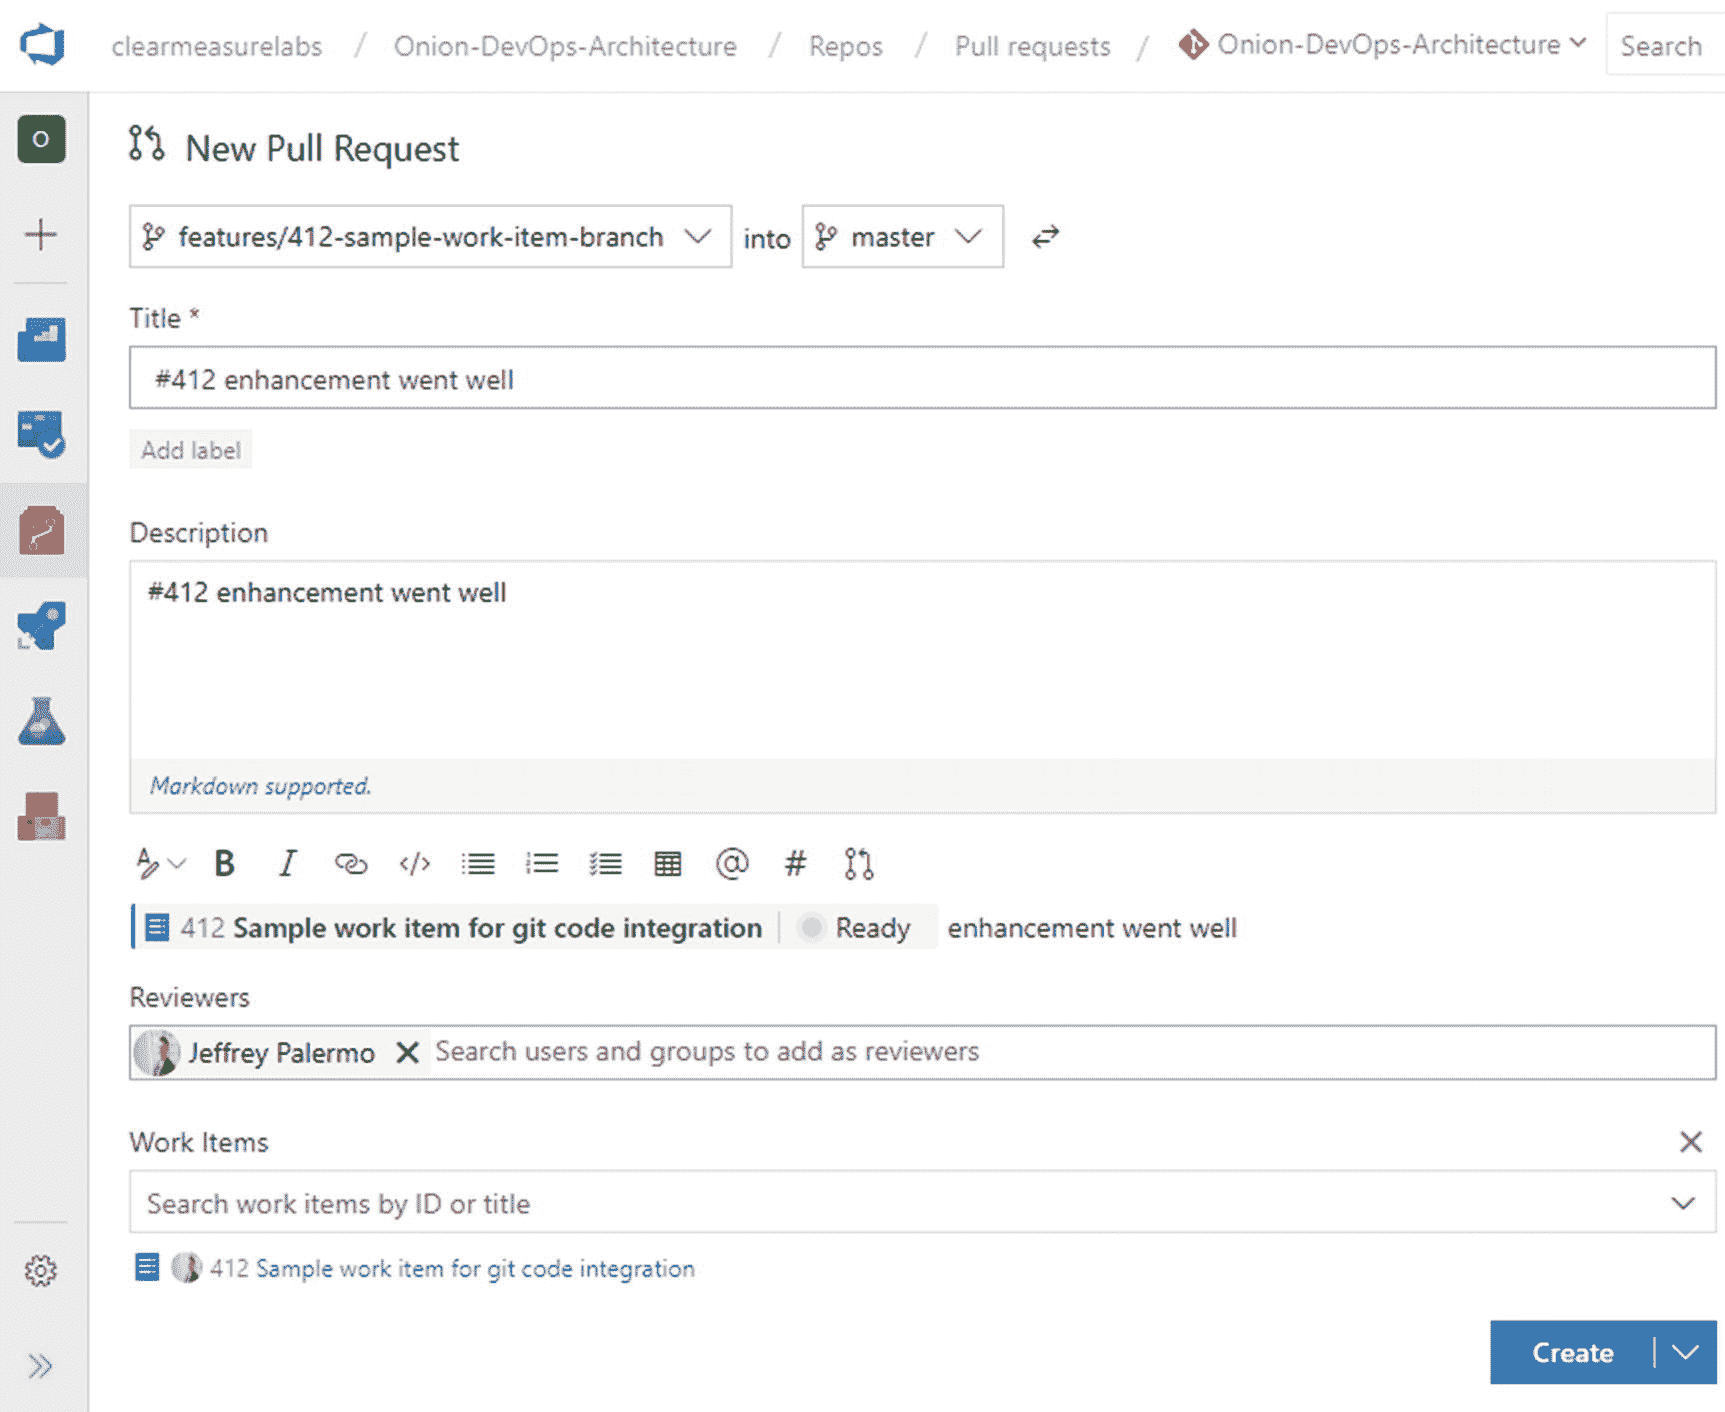 clearmeasurelabs / Onion-DevOps-Architecture / Repos / Pull requests / Onion-DevOps-Architecture Search
O
New Pull Request
features/412-sample-work-item-branch into master
Title *
#412 enhancement went well
Add label
Description
#412 enhancement went well
Markdown supported.
B I </> @ #
412 Sample work item for git code integration Ready enhancement went well
Reviewers
Jeffrey Palermo Search users and groups to add as reviewers
Work Items
Search work items by ID or title
412 Sample work item for git code integration
Create